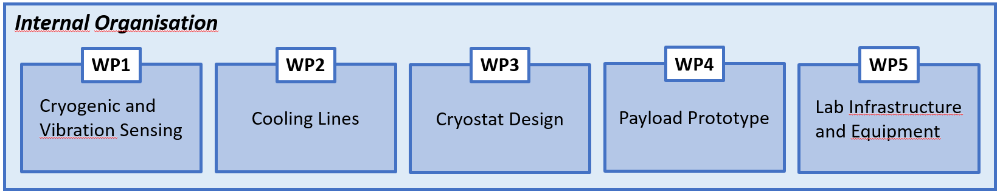 Internal Organisation
WP1
Cryogenic and
Vibration Sensing
WP2
Cooling Lines
WP3
Cryostat Design
WP4
Payload Prototype
WP5
Lab Infrastructure
and Equipment